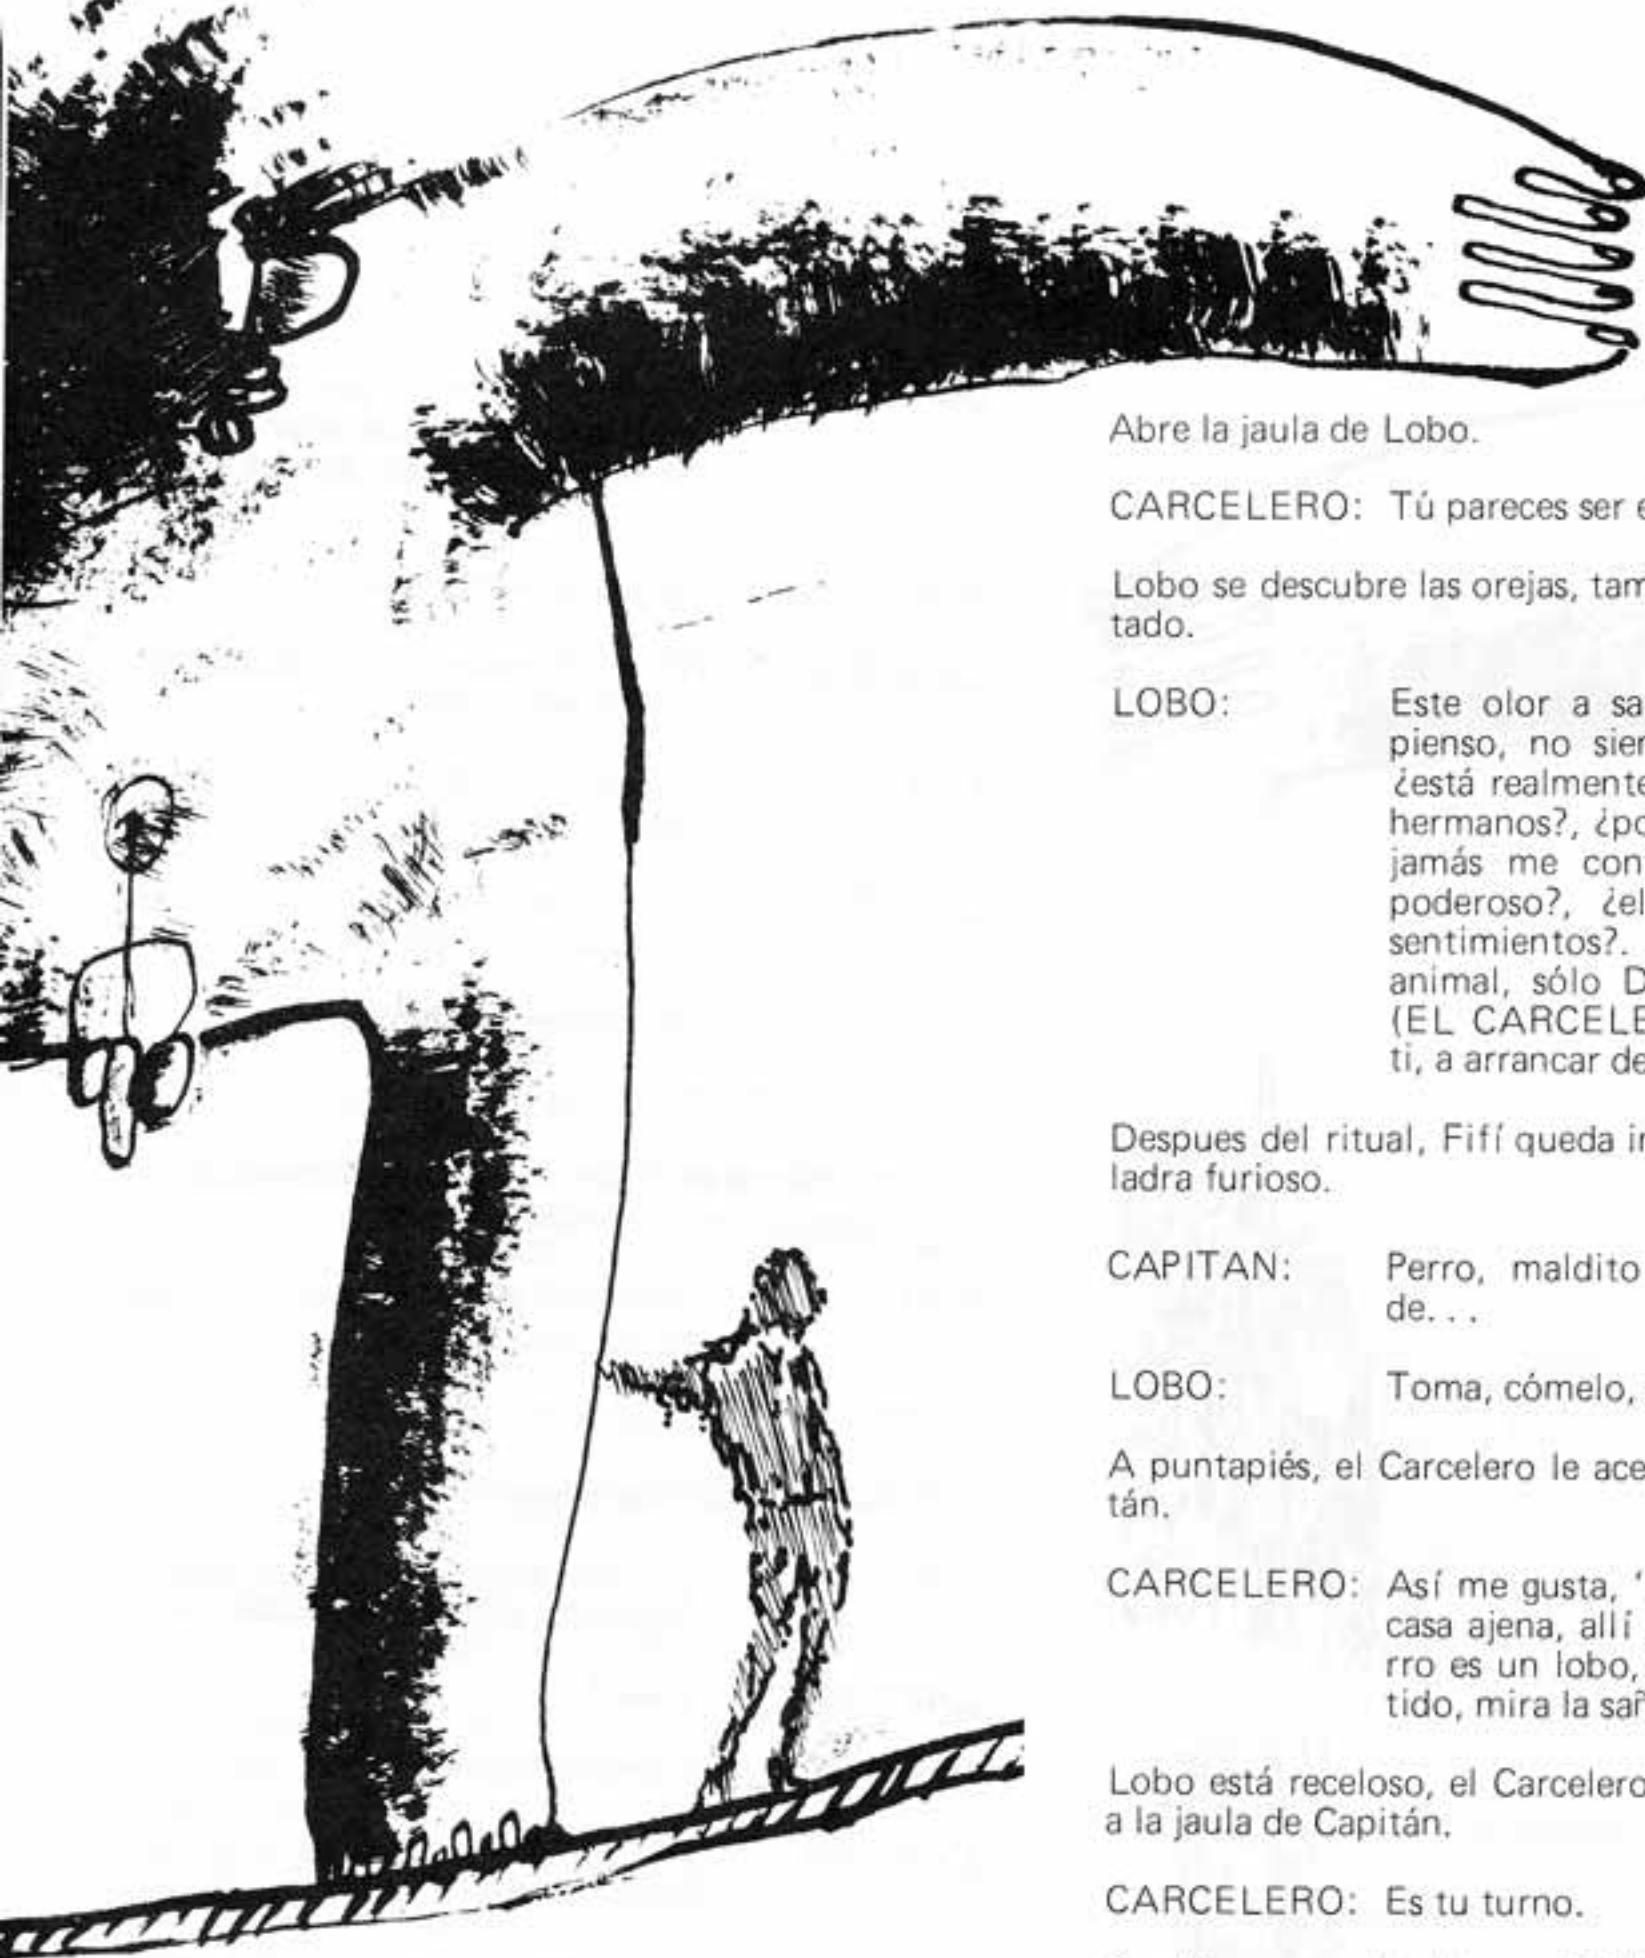 Abre la jaula de Lobo.
CARCELERO: Tú pareces ser e
Lobo se descubre las orejas, tam
tado.
LOBO: Este olor a sa
pienso, no sien
¿está realmente
hermanos?, ¿po
jamás me con
poderoso?, ¿el
sentimientos?.
animal, sólo D
(EL CARCELE
ti, a arrancar de
Despues del ritual, Fifí queda in
ladra furioso.
CAPITAN: Perro, maldito
de. . .
LOBO: Toma, cómelo,
A puntapiés, el Carcelero le ace
tán.
CARCELERO: Así me gusta, '
casa ajena, allí
rro es un lobo,
tido, mira la sañ
Lobo está receloso, el Carcelero
a la jaula de Capitán.
CARCELERO: Es tu turno.